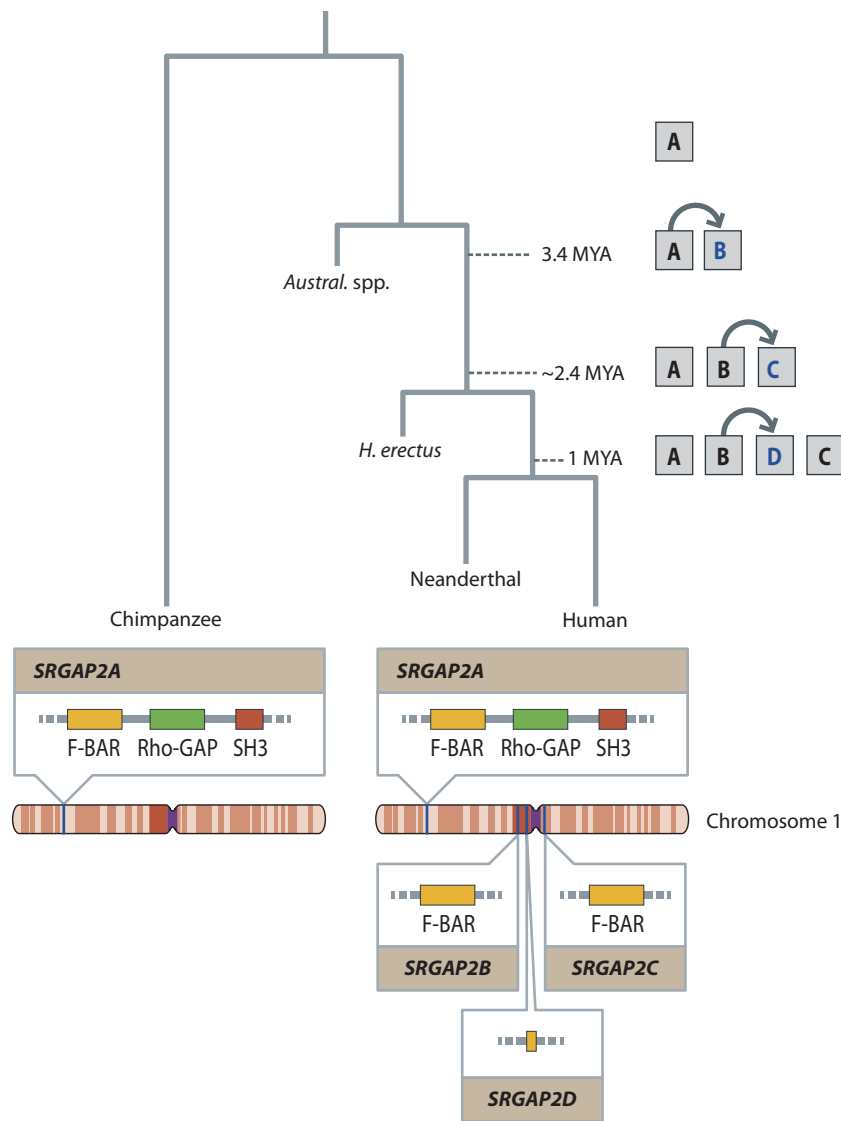 A
3.4 MYA
A B
Austral. spp.
~2.4 MYA
A B C
H. erectus
1 MYA
A B D C
Neanderthal
Chimpanzee
Human
SRGAP2A
F-BAR Rho-GAP SH3
SRGAP2A
F-BAR Rho-GAP SH3
Chromosome 1
F-BAR
SRGAP2B
F-BAR
SRGAP2C
SRGAP2D